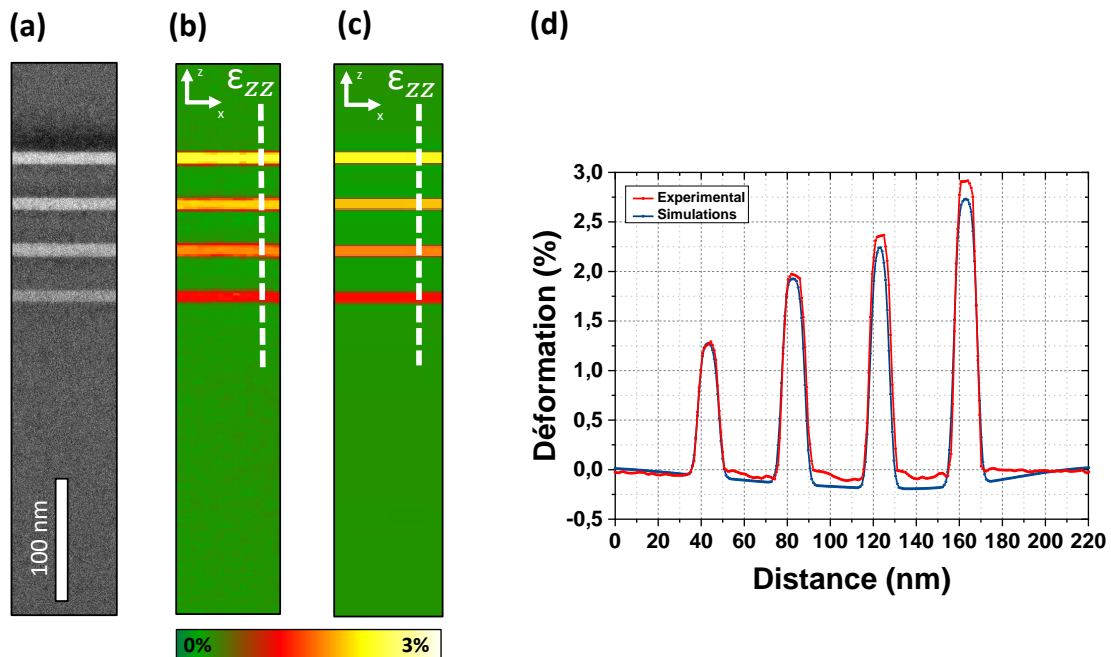 (a)
(b)
(c)
(d)
z
x
εzz
z
x
εzz
100 nm
0%
3%
Déformation (%)
3,0
2,5
2,0
1,5
1,0
0,5
0,0
-0,5
Experimental
Simulations
0 20 40 60 80 100 120 140 160 180 200 220
Distance (nm)